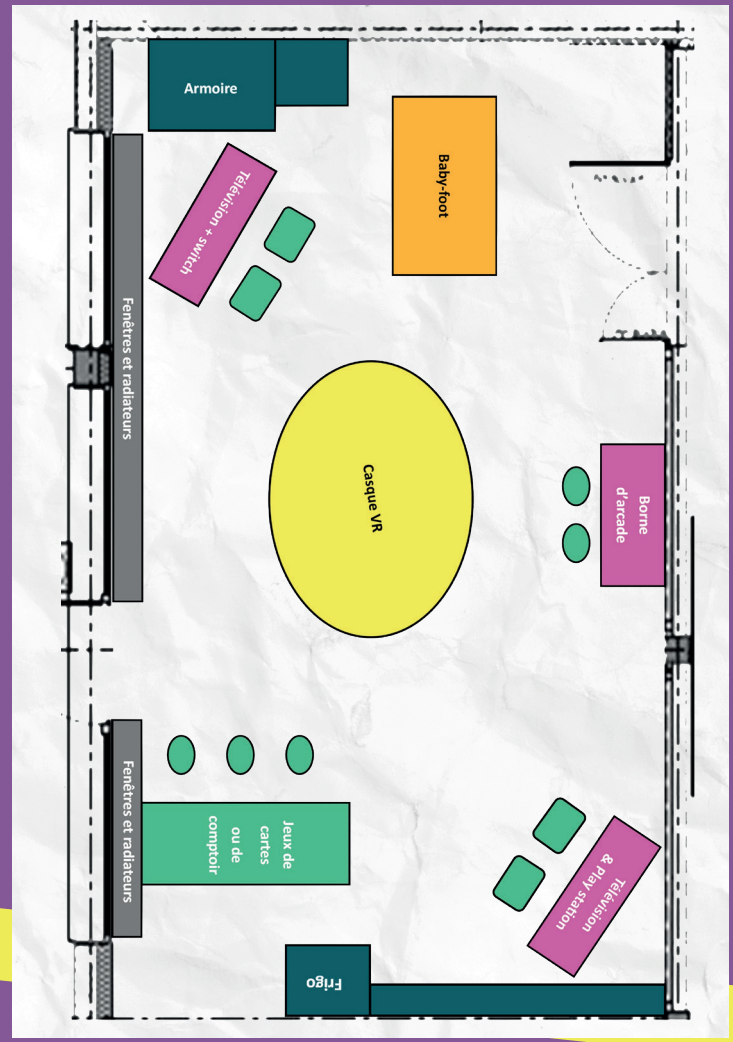 Armoire
Baby-foot
Télévision + switch
Fenêtres et radiateurs
Casque VR
Borne
d'arcade
Fenêtres et radiateurs
Jeux de
cartes
ou de
comptoir
Télévision
& Play station
Frigo